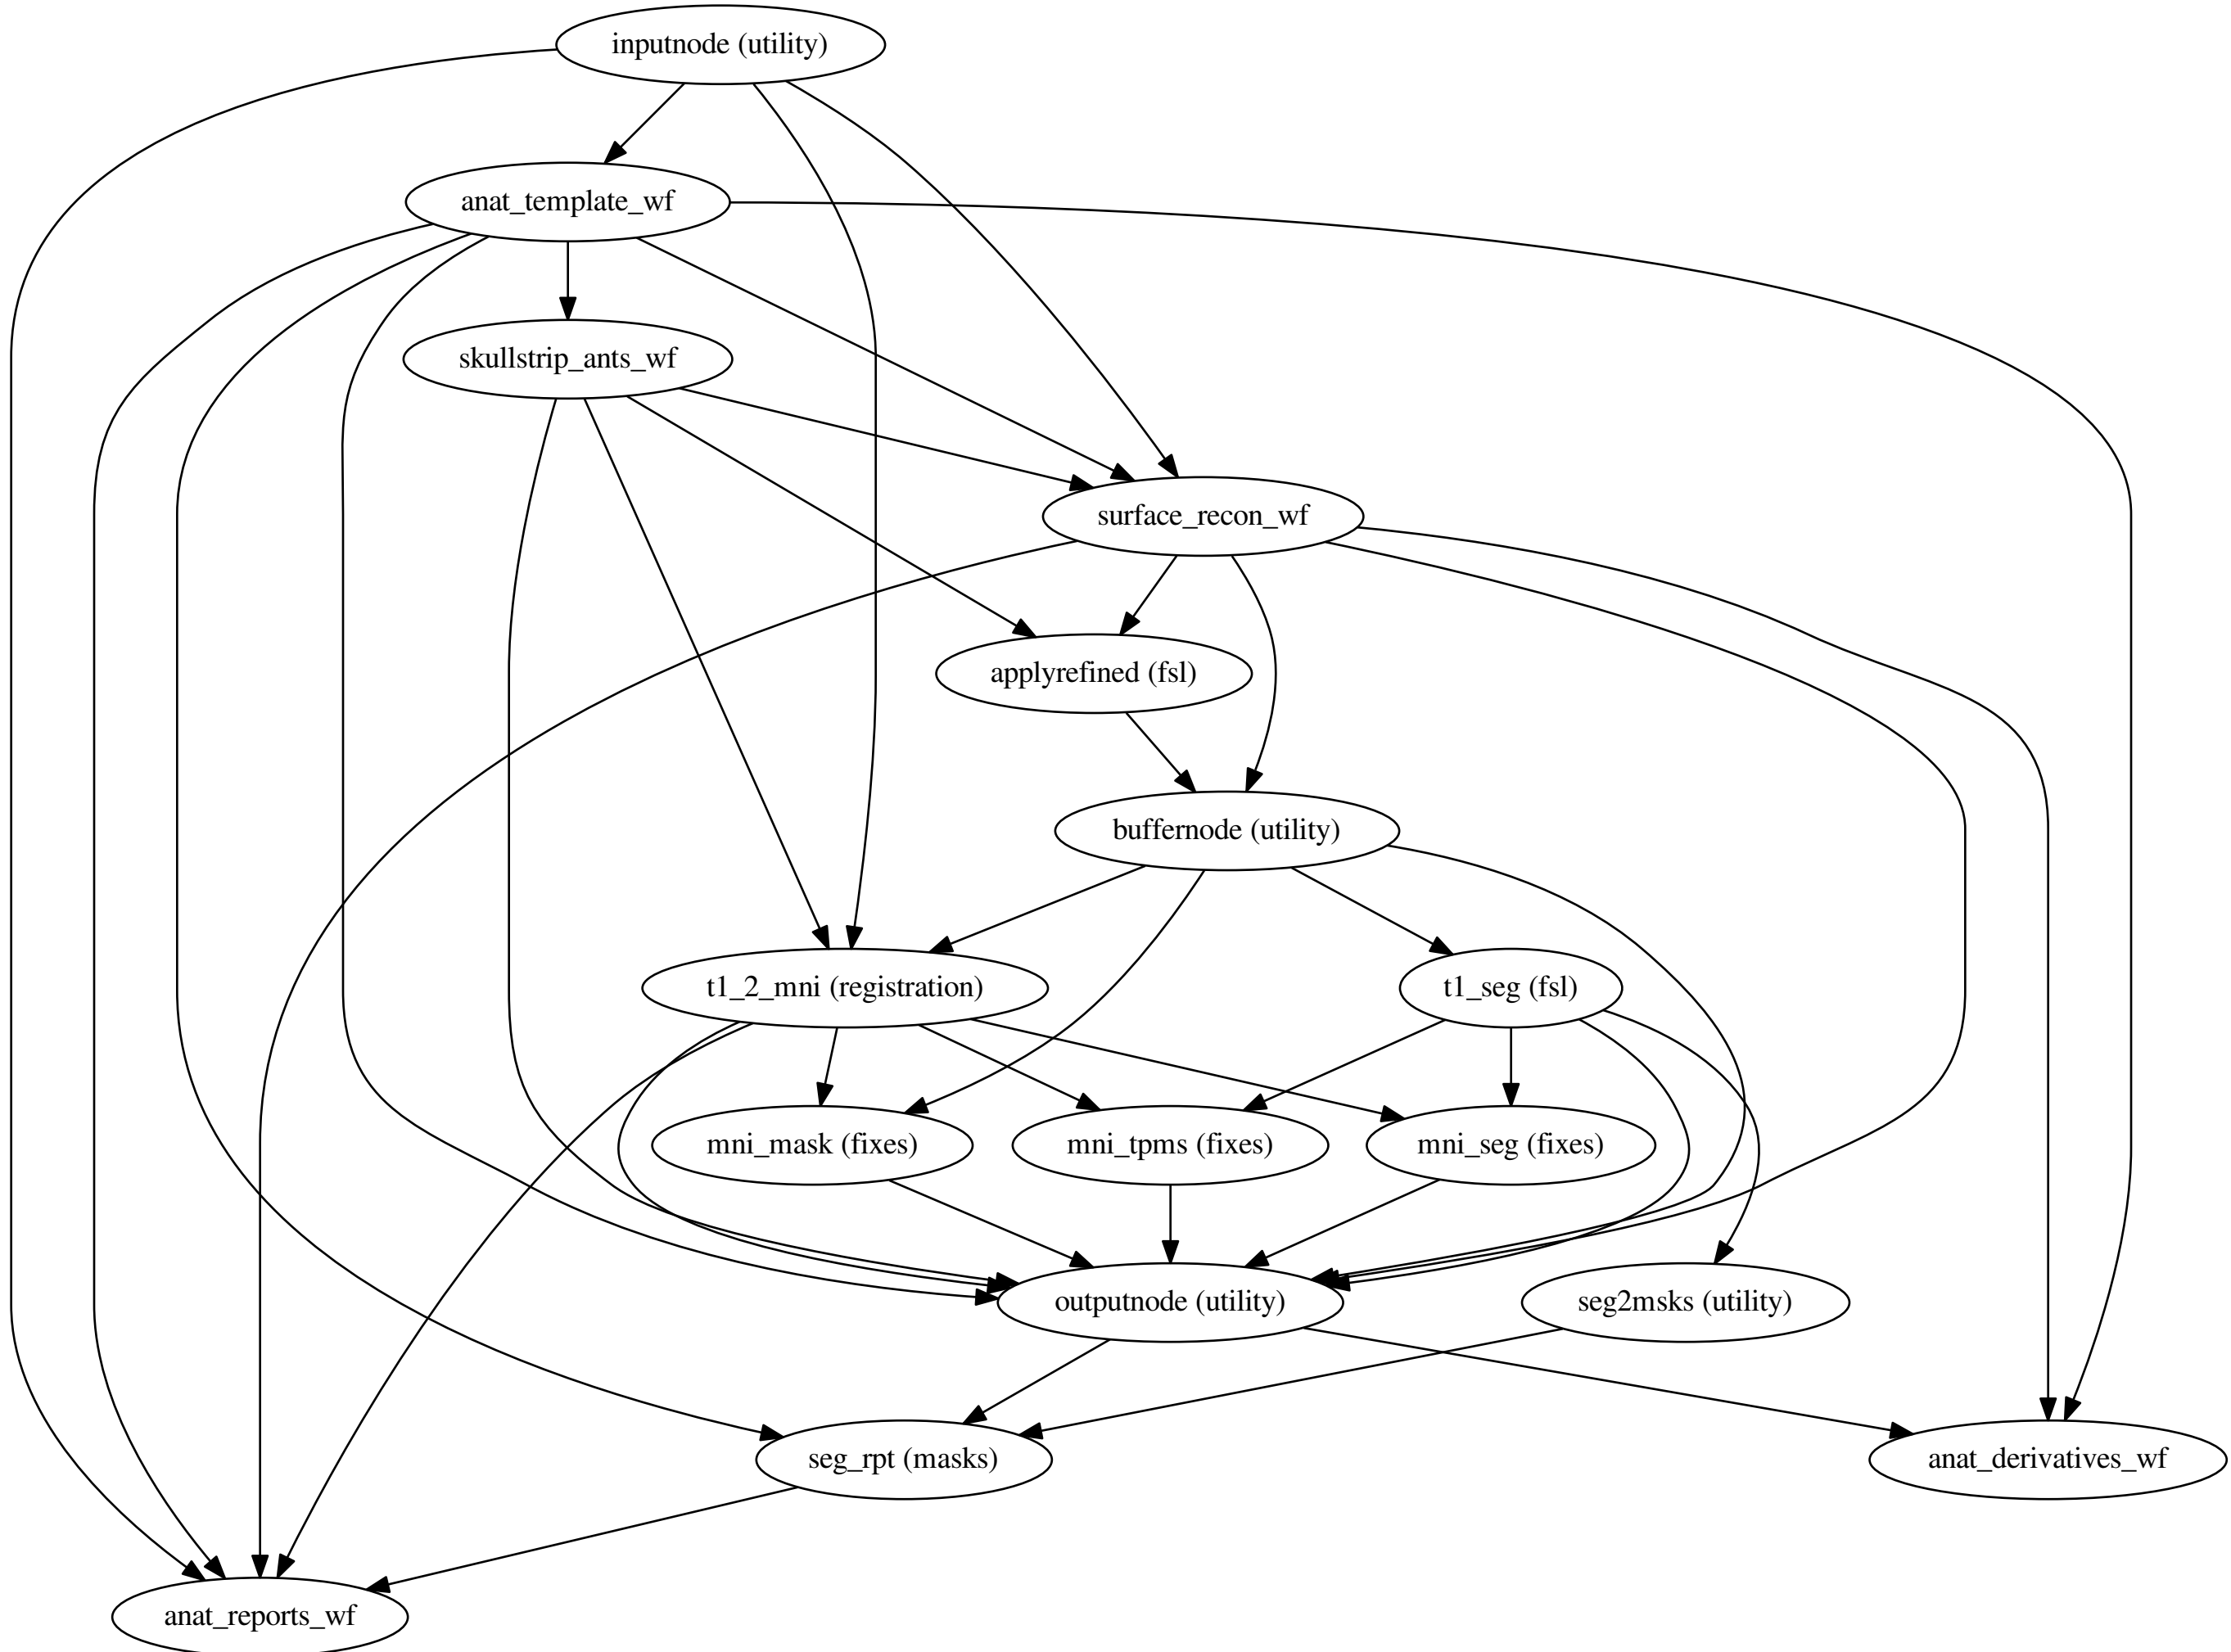 inputnode (utility)
anat_template_wf
skullstrip_ants_wf
surface_recon_wf
applyrefined (fsl)
buffernode (utility)
t1_2_mni (registration)
t1_seg (fsl)
mni_mask (fixes)
mni_tpms (fixes)
mni_seg (fixes)
outputnode (utility)
seg2msks (utility)
seg_rpt (masks)
anat_derivatives_wf
anat_reports_wf